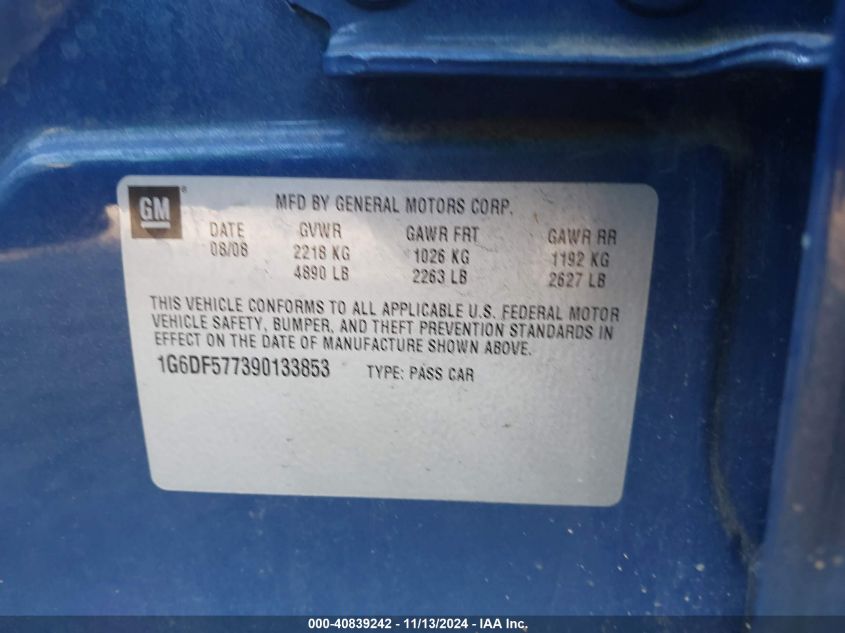 GM®
MFD BY GENERAL MOTORS CORP.
DATE GVWR GAWR FRT GAWR RR
08/08 2218 KG 1026 KG 1192 KG
4890 LB 2263 LB 2627 LB
THIS VEHICLE CONFORMS TO ALL APPLICABLE U.S. FEDERAL MOTOR
VEHICLE SAFETY, BUMPER, AND THEFT PREVENTION STANDARDS IN
EFFECT ON THE DATE OF MANUFACTURE SHOWN ABOVE.
1G6DF577390133853 TYPE: PASS CAR
000-40839242 - 11/13/2024 - IAA Inc.